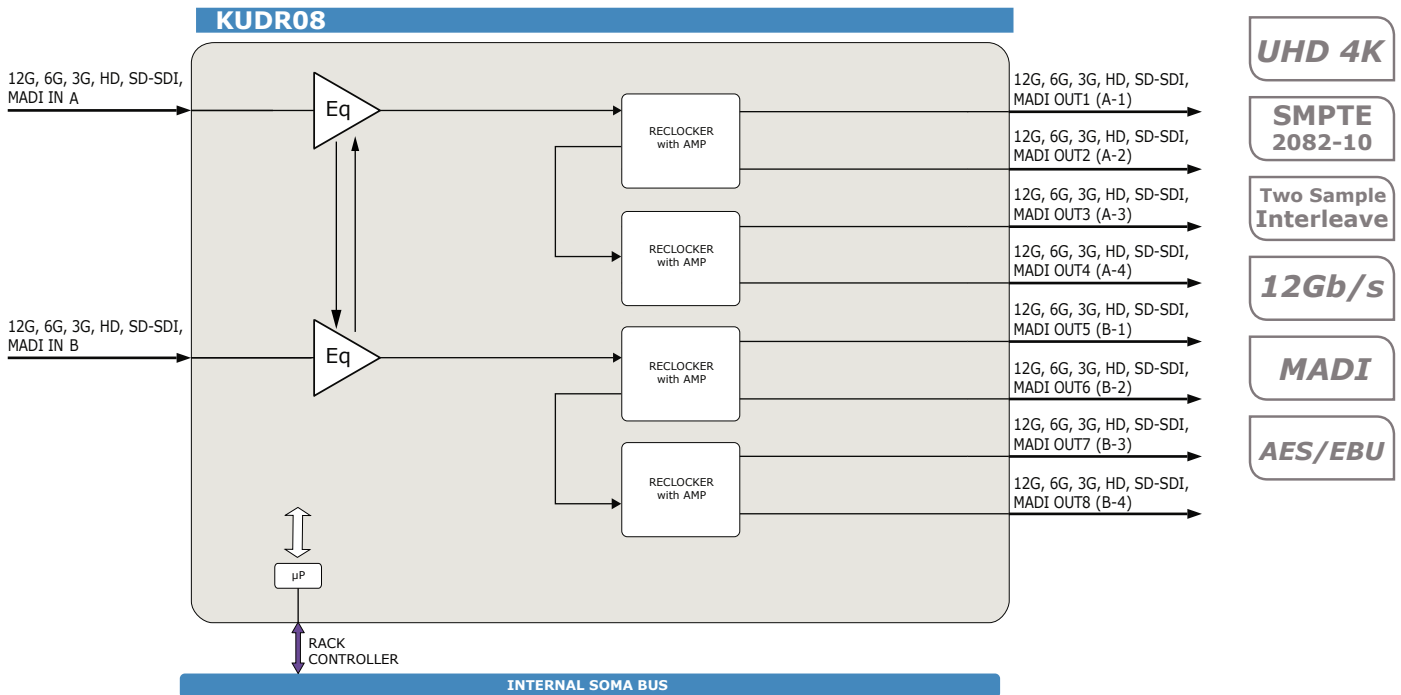 KUDR08
12G, 6G, 3G, HD, SD-SDI,
MADI IN A
Eq
RECLOCKER
with AMP
RECLOCKER
with AMP
12G, 6G, 3G, HD, SD-SDI,
MADI OUT1 (A-1)
12G, 6G, 3G, HD, SD-SDI,
MADI OUT2 (A-2)
12G, 6G, 3G, HD, SD-SDI,
MADI OUT3 (A-3)
12G, 6G, 3G, HD, SD-SDI,
MADI OUT4 (A-4)
12G, 6G, 3G, HD, SD-SDI,
MADI IN B
Eq
RECLOCKER
with AMP
RECLOCKER
with AMP
12G, 6G, 3G, HD, SD-SDI,
MADI OUT5 (B-1)
12G, 6G, 3G, HD, SD-SDI,
MADI OUT6 (B-2)
12G, 6G, 3G, HD, SD-SDI,
MADI OUT7 (B-3)
12G, 6G, 3G, HD, SD-SDI,
MADI OUT8 (B-4)
µP
RACK
CONTROLLER
INTERNAL SOMA BUS
UHD 4K
SMPTE
2082-10
Two Sample
Interleave
12Gb/s
MADI
AES/EBU